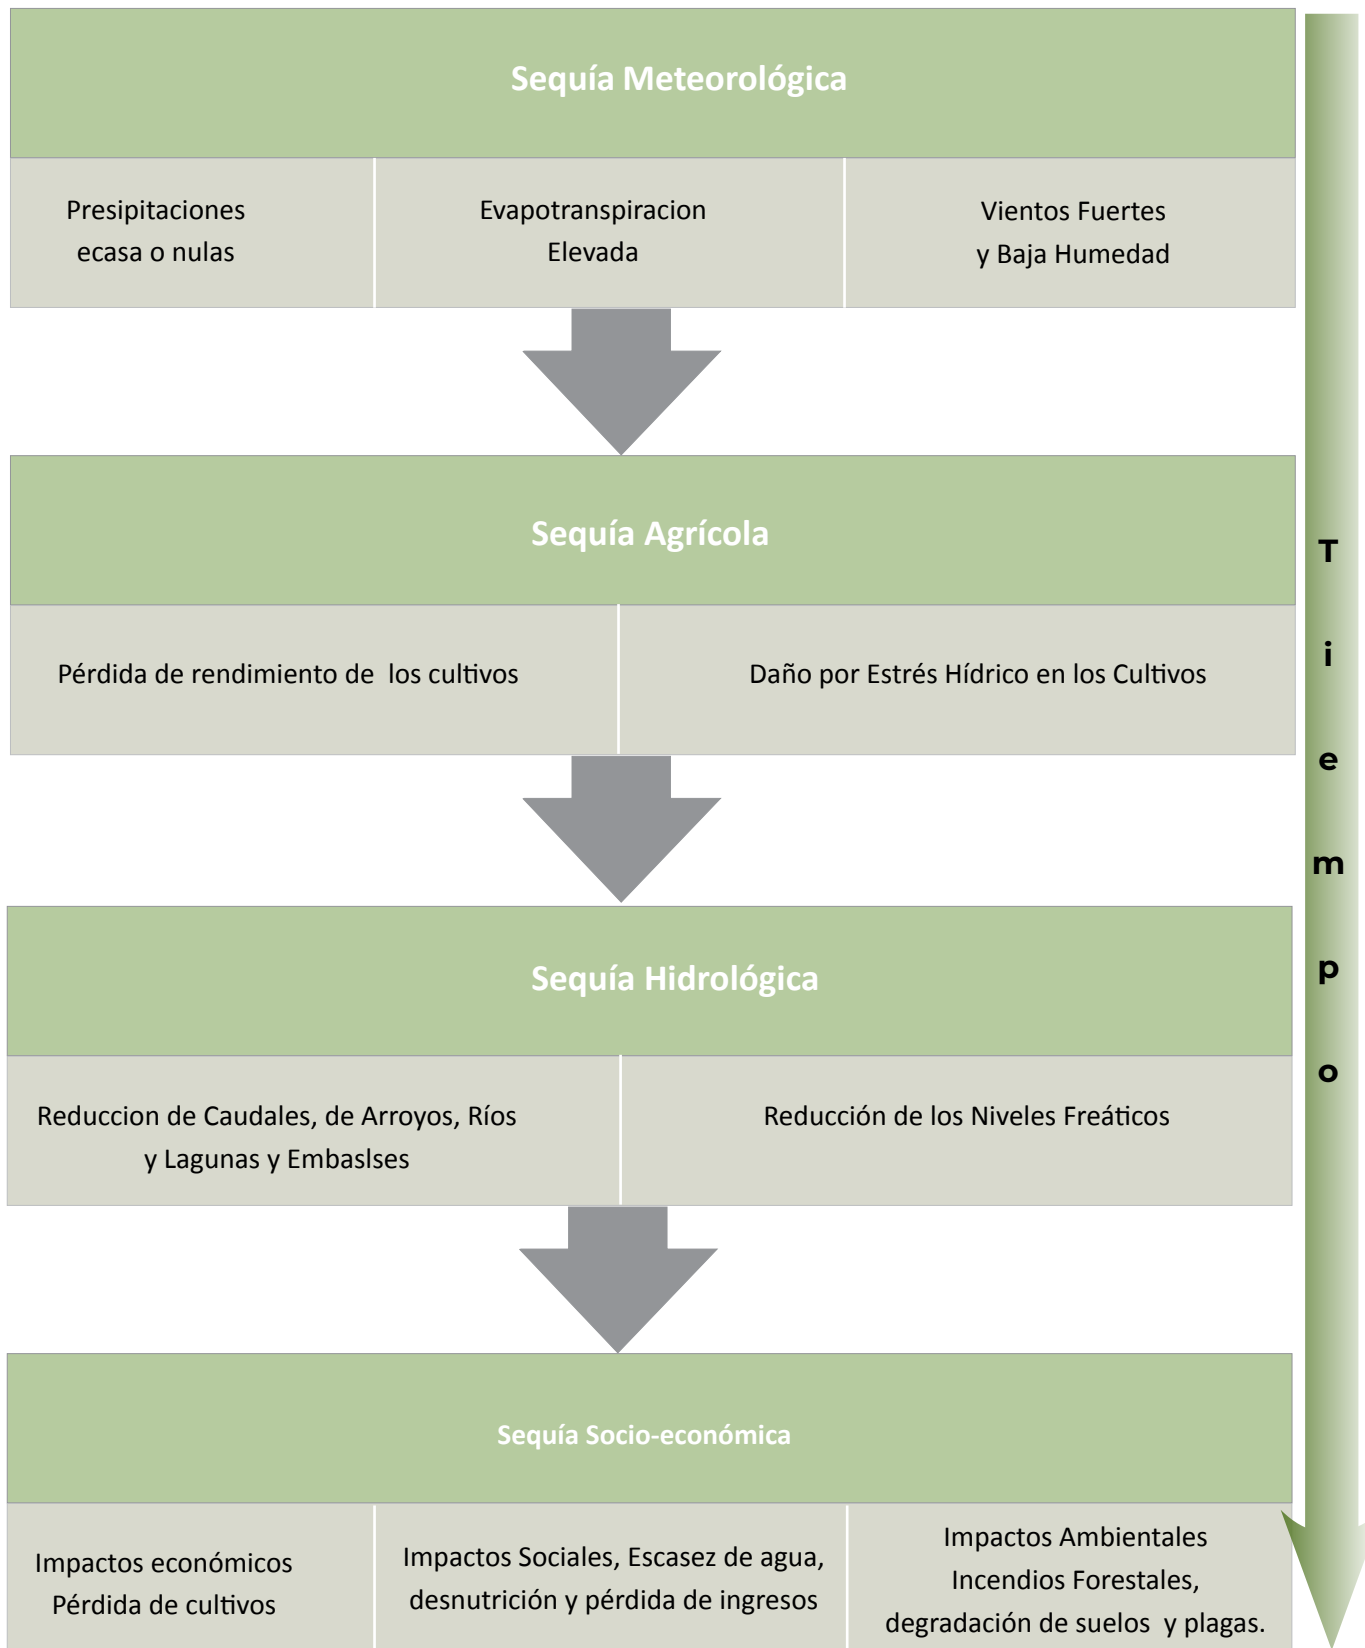 Sequía Meteorológica
Presipitaciones
ecasa o nulas
Evapotranspiracion
Elevada
Vientos Fuertes
y Baja Humedad
Sequía Agrícola
Pérdida de rendimiento de  los cultivos
Daño por Estrés Hídrico en los Cultivos
Sequía Hidrológica
Reduccion de Caudales, de Arroyos, Ríos
y Lagunas y Embaslses
Reducción de los Niveles Freáticos
Sequía Socio-económica
Impactos económicos
Pérdida de cultivos
Impactos Sociales, Escasez de agua,
desnutrición y pérdida de ingresos
Impactos Ambientales
Incendios Forestales,
degradación de suelos  y plagas.
T
i
e
m
p
o